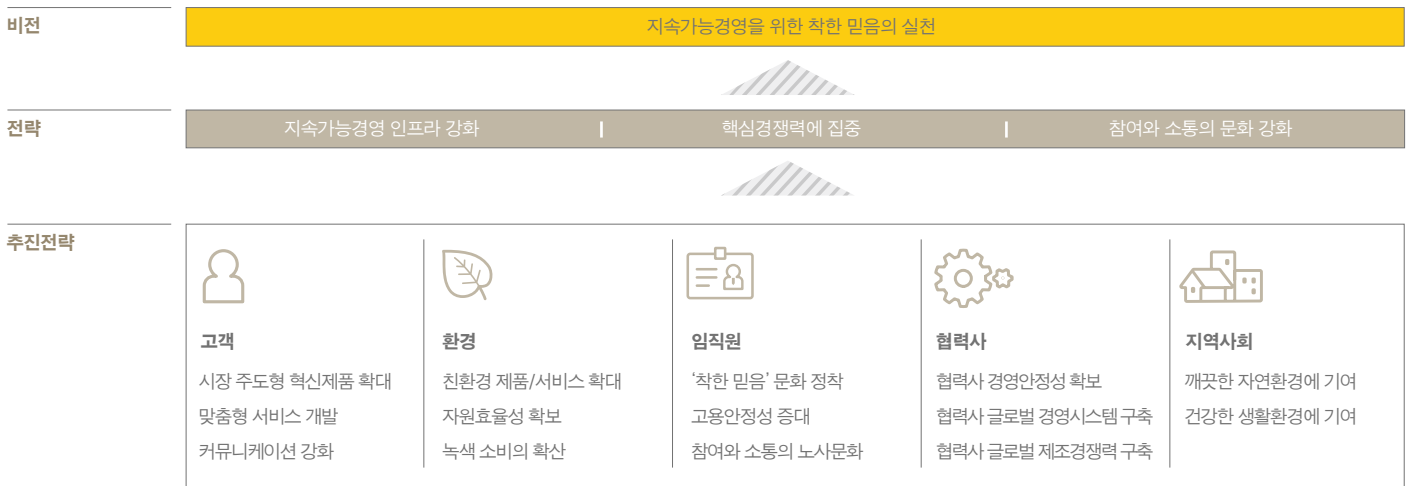 비전
지속가능경영을 위한 착한 믿음의 실천
전략
지속가능경영 인프라 강화 | 핵심경쟁력에 집중 | 참여와 소통의 문화 강화
추진전략
고객
시장 주도형 혁신제품 확대
맞춤형 서비스 개발
커뮤니케이션 강화
환경
친환경 제품/서비스 확대
자원효율성 확보
녹색 소비의 확산
임직원
‘착한 믿음’ 문화 정착
고용안정성 증대
참여와 소통의 노사문화
협력사
협력사 경영안정성 확보
협력사 글로벌 경영시스템 구축
협력사 글로벌 제조경쟁력 구축
지역사회
깨끗한 자연환경에 기여
건강한 생활환경에 기여